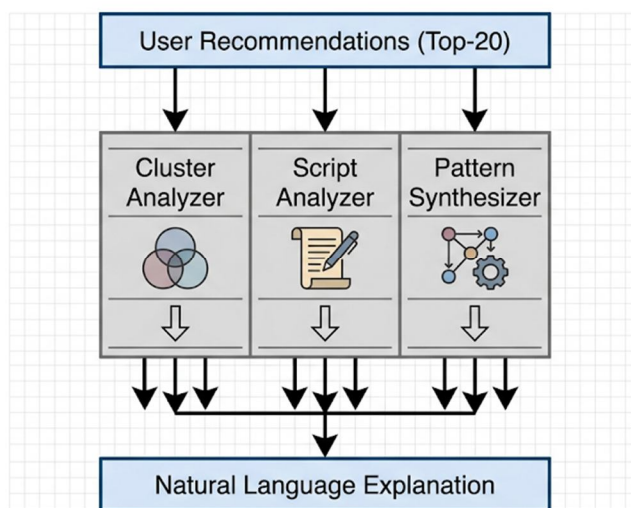 User Recommendations (Top-20)
Cluster
Analyzer
Script
Analyzer
Pattern
Synthesizer
Natural Language Explanation